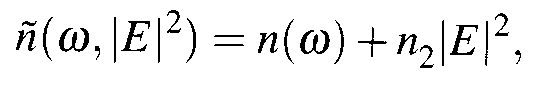 ñ(ω,|E|²) = n(ω) + n₂|E|²,